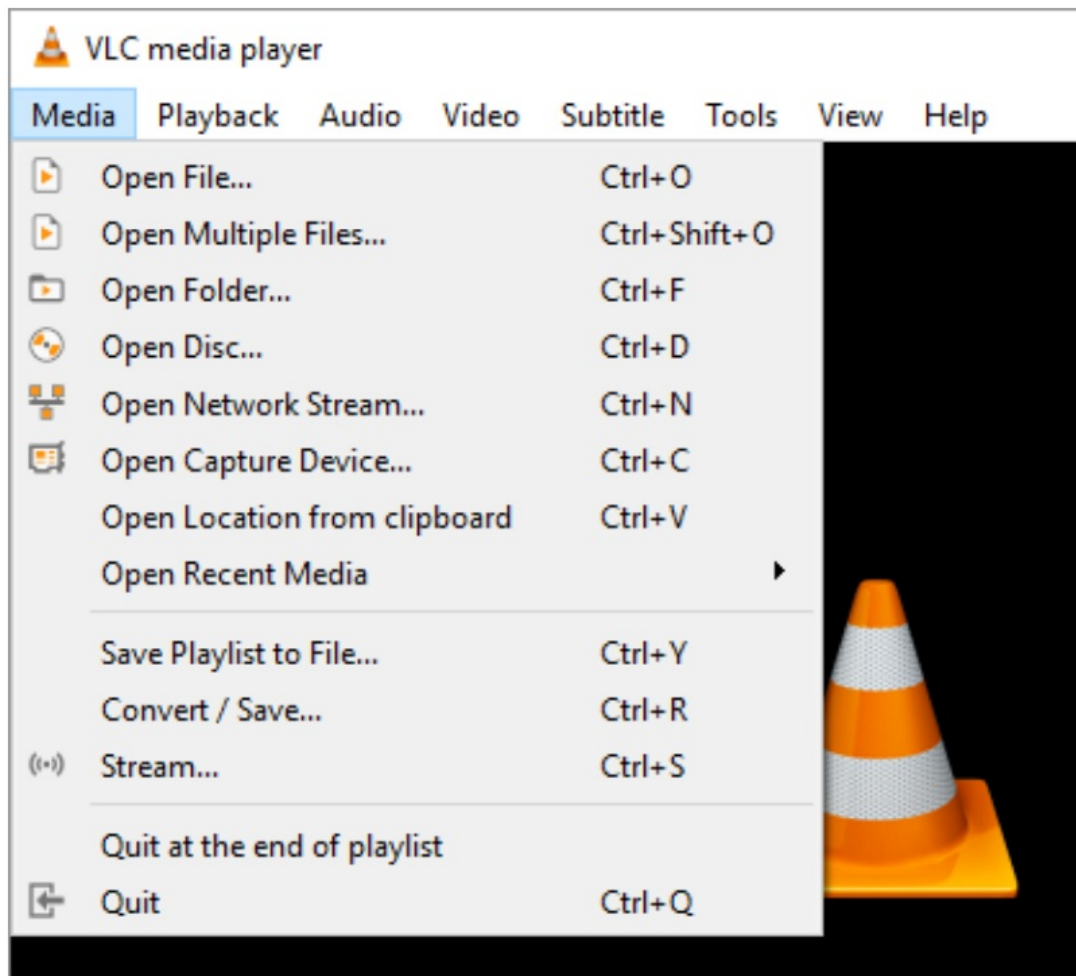 VLC media player
Media Playback Audio Video Subtitle Tools View Help
Open File... Ctrl+O
Open Multiple Files... Ctrl+Shift+O
Open Folder... Ctrl+F
Open Disc... Ctrl+D
Open Network Stream... Ctrl+N
Open Capture Device... Ctrl+C
Open Location from clipboard Ctrl+V
Open Recent Media
Save Playlist to File... Ctrl+Y
Convert / Save... Ctrl+R
Stream... Ctrl+S
Quit at the end of playlist
Quit Ctrl+Q